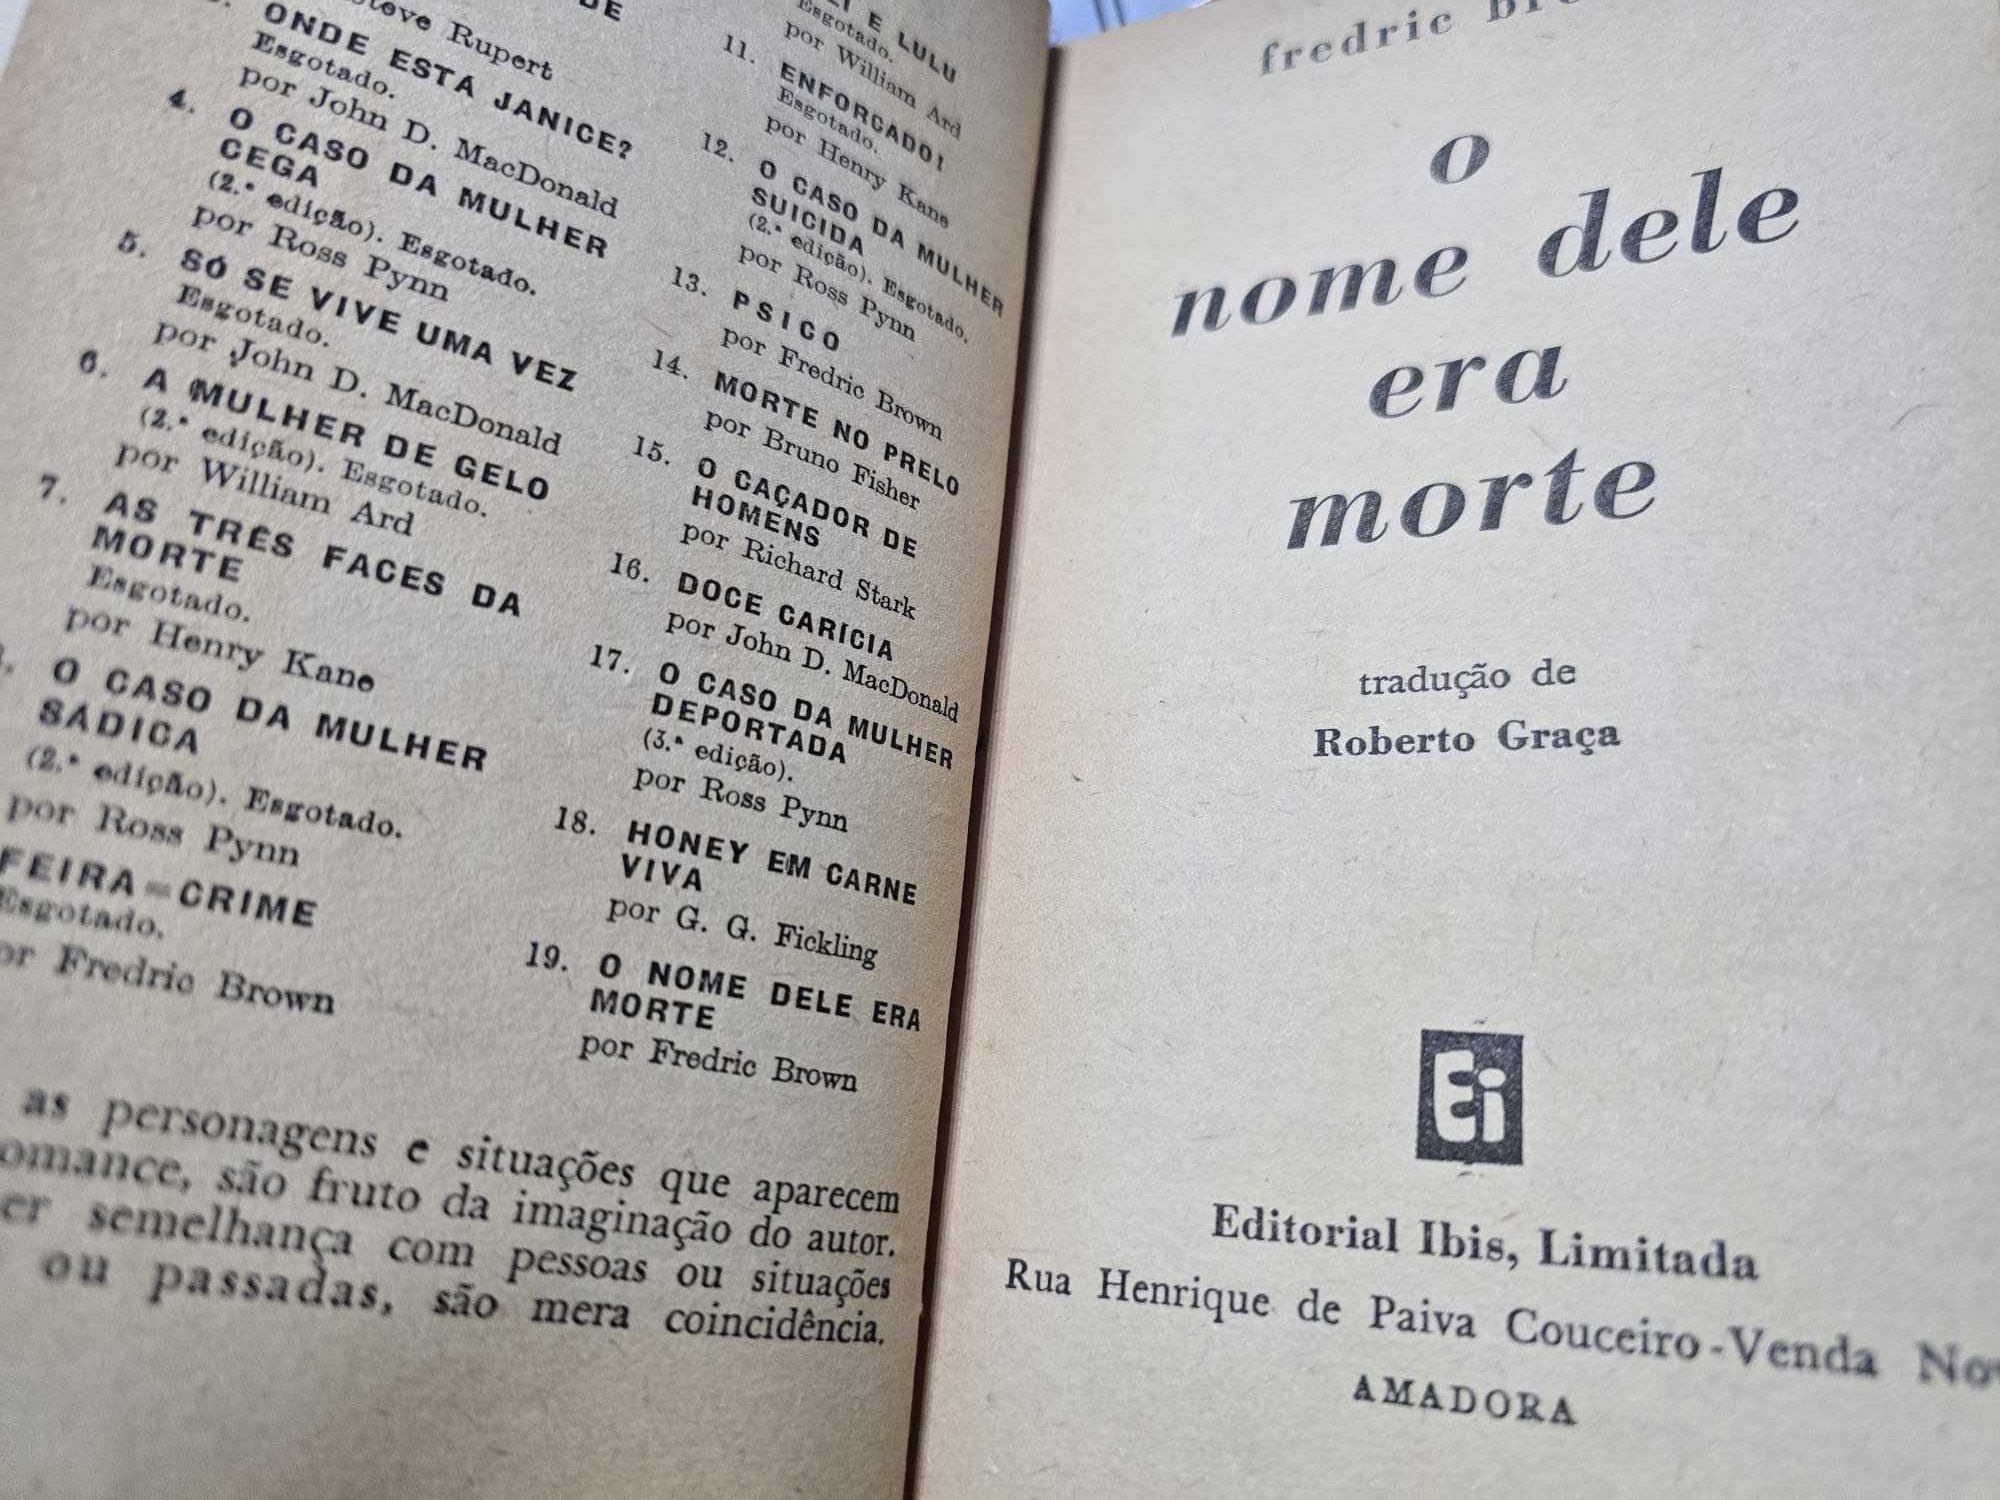 DE
Steve Rupert
ONDE ESTA JANICE?
Esgotado.
por John D. MacDonald
4. O CASO DA MULHER
CEGA
(2.ª edição). Esgotado.
por Ross Pynn
5. SÓ SE VIVE UMA VEZ
Esgotado.
por John D. MacDonald
6. A MULHER DE GELO
(2.ª edição). Esgotado.
por William Ard
7. AS TRÊS FACES DA
MORTE
Esgotado.
por Henry Kane
O CASO DA MULHER
SADICA
(2.ª edição). Esgotado.
por Ross Pynn
FEIRA-CRIME
Esgotado.
Fredric Brown
E LULU
Esgotado.
por William Ard
11. ENFORCADO!
Esgotado.
por Henry Kane
12. O CASO DA MULHER
SUICIDA
(2.ª edição). Esgotado.
por Ross Pynn
13. PSICO
por Fredric Brown
14. MORTE NO PRELO
por Bruno Fisher
15. O CAÇADOR DE
HOMENS
por Richard Stark
16. DOCE CARICIA
por John D. MacDonald
17. O CASO DA MULHER
DEPORTADA
(3.ª edição).
por Ross Pynn
18. HONEY EM CARNE
VIVA
por G. G. Fickling
19. O NOME DELE ERA
MORTE
por Fredric Brown
as personagens e situações que aparecem
omance, são fruto da imaginação do autor.
er semelhança com pessoas ou situações
ou passadas, são mera coincidência.
fredric
o
nome dele
era
morte
tradução de
Roberto Graça
Ei
Editorial Ibis, Limitada
Rua Henrique de Paiva Couceiro-Venda Nov
AMADORA